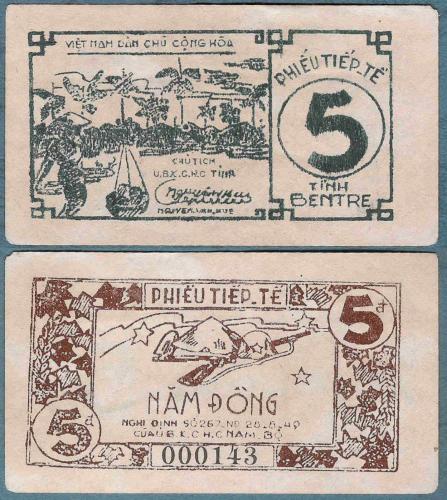 VIỆT NAM DÂN CHỦ CỘNG HÒA
PHIẾU TIẾP-TẾ
5
TỈNH
BENTRE
CHỦ TỊCH
U.B.K.C.H.C TỈNH
PHIẾU TIẾP-TẾ
5đ
NĂM ĐỒNG
NGHỊ ĐỊNH SỐ 267. NĐ 28-8-49
CỦA U.B.K.C.H.C NAM-BỘ
5đ
000143